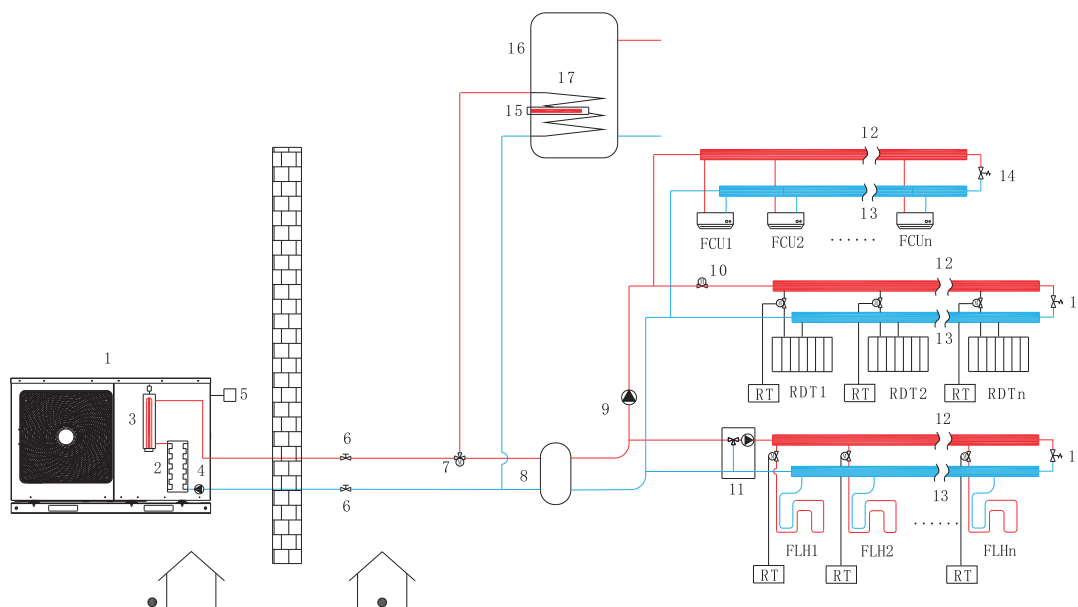 16
17
15
12
14
13
FCU1
FCU2
......
FCUn
10
12
1
13
1
5
3
9
RDT1
RDT2
RDTn
RT
RT
RT
12
6
2
4
7
8
11
13
1
6
......
FLH1
FLH2
FLHn
RT
RT
RT